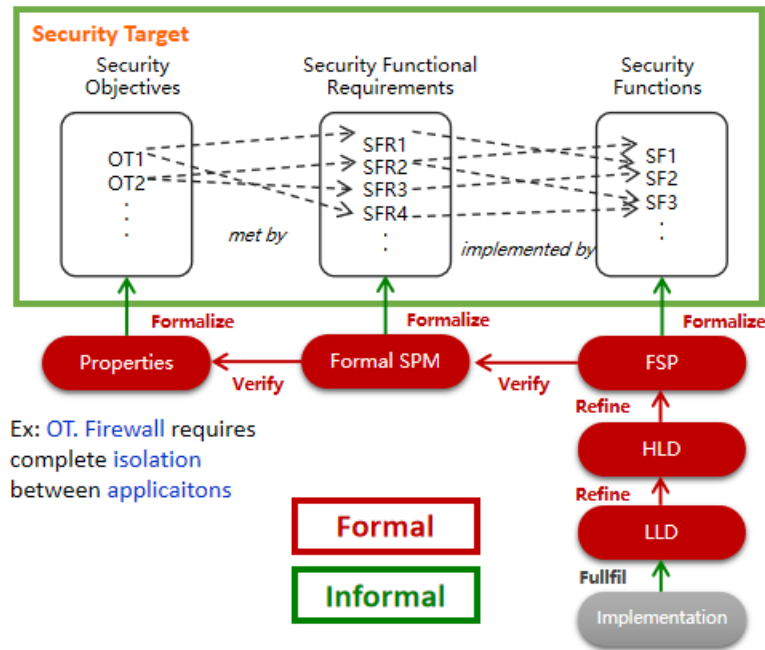 Security Target
Security
Objectives
Security Functional
Requirements
Security
Functions
OT1
OT2
.
.
.
SFR1
SFR2
SFR3
SFR4
.
.
SF1
SF2
SF3
.
.
met by
implemented by
Formalize
Formalize
Formalize
Properties
Verify
Formal SPM
Verify
FSP
Refine
HLD
Refine
LLD
Fullfil
Implementation
Ex: OT. Firewall requires
complete isolation
between applicaitons
Formal
Informal